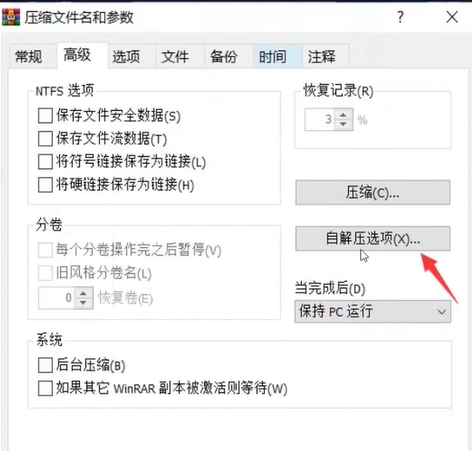 压缩文件名和参数
常规 高级 选项 文件 备份 时间 注释
NTFS 选项
保存文件安全数据(S)
保存文件流数据(T)
将符号链接保存为链接(L)
将硬链接保存为链接(H)
恢复记录(R)
3 %
压缩(C)...
分卷
每个分卷操作完之后暂停(V)
旧风格分卷名(L)
0 恢复卷(E)
自解压选项(X)...
当完成后(D)
保持 PC 运行
系统
后台压缩(B)
如果其它 WinRAR 副本被激活则等待(W)